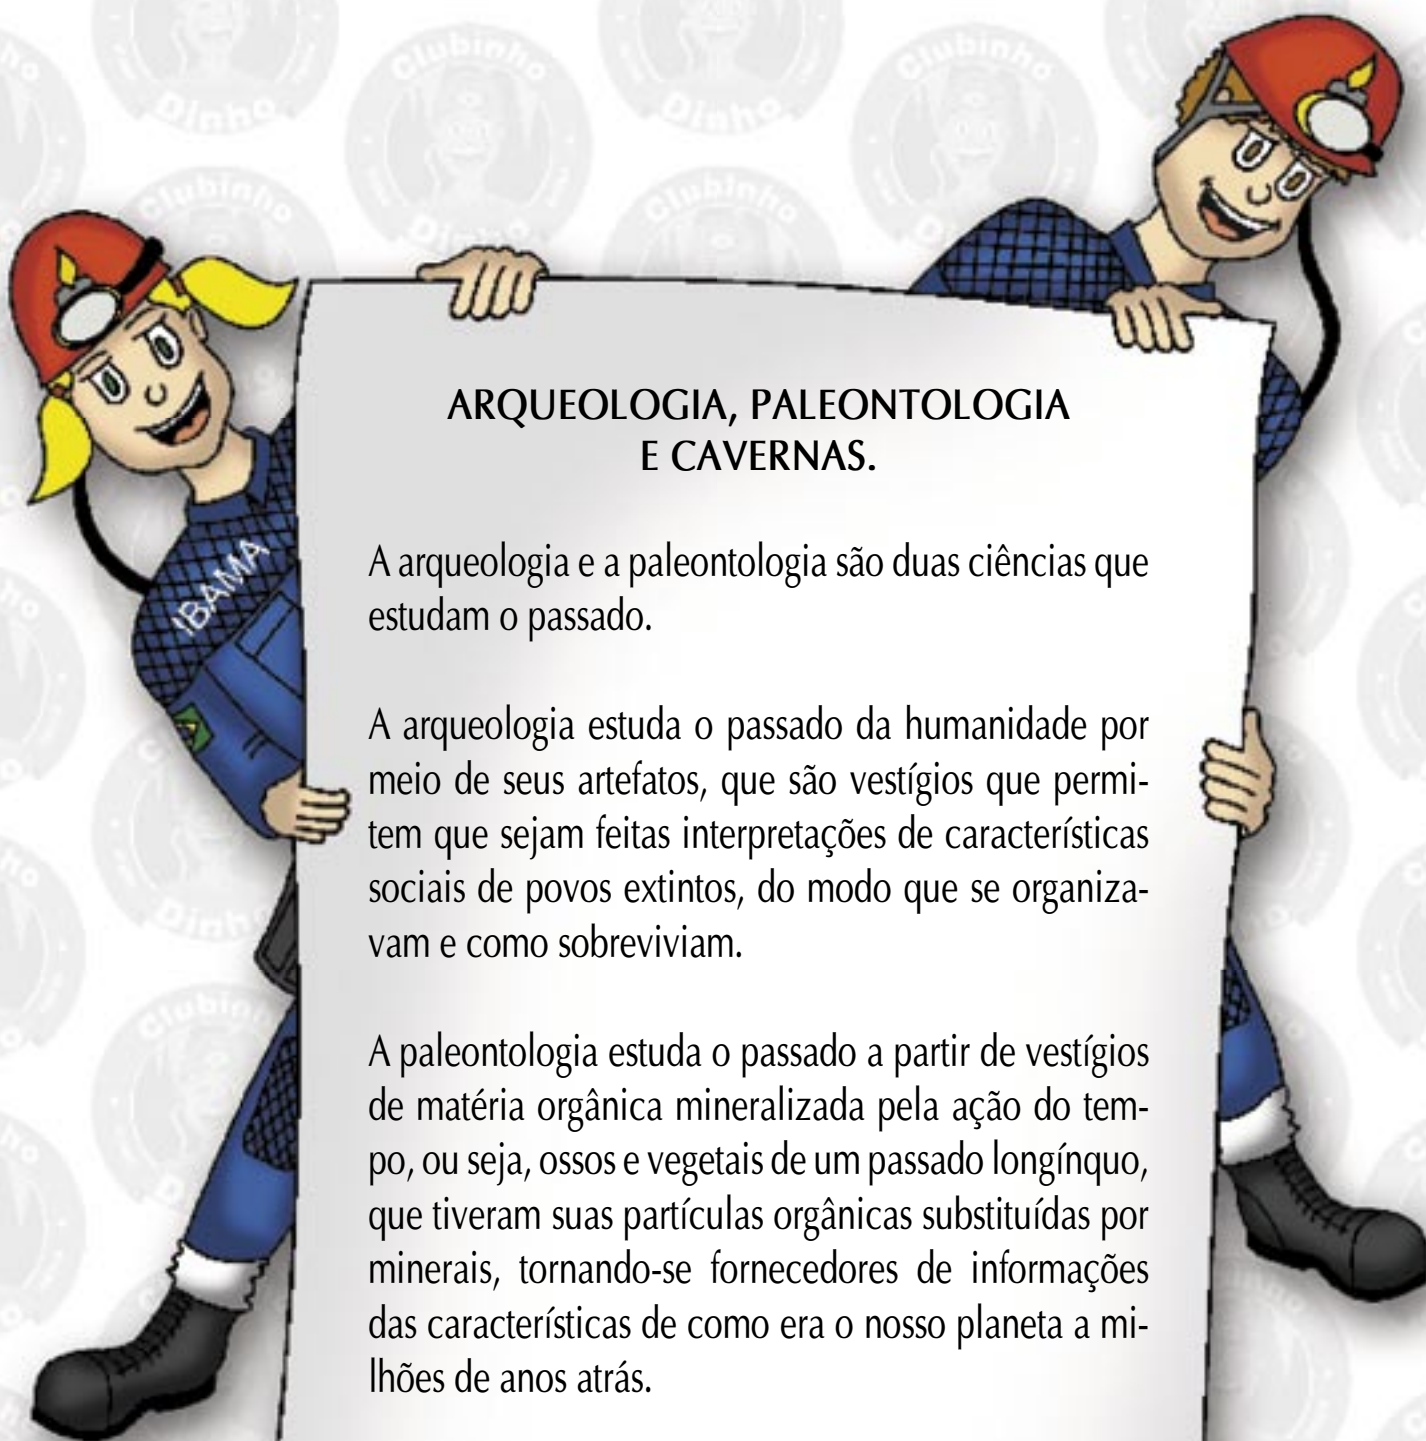 Clubinho
Dinho
ARQUEOLOGIA, PALEONTOLOGIA
E CAVERNAS.
A arqueologia e a paleontologia são duas ciências que
estudam o passado.
A arqueologia estuda o passado da humanidade por
meio de seus artefatos, que são vestígios que permi-
tem que sejam feitas interpretações de características
sociais de povos extintos, do modo que se organiza-
vam e como sobreviviam.
A paleontologia estuda o passado a partir de vestígios
de matéria orgânica mineralizada pela ação do tem-
po, ou seja, ossos e vegetais de um passado longínquo,
que tiveram suas partículas orgânicas substituídas por
minerais, tornando-se fornecedores de informações
das características de como era o nosso planeta a mi-
lhões de anos atrás.
IBAMA